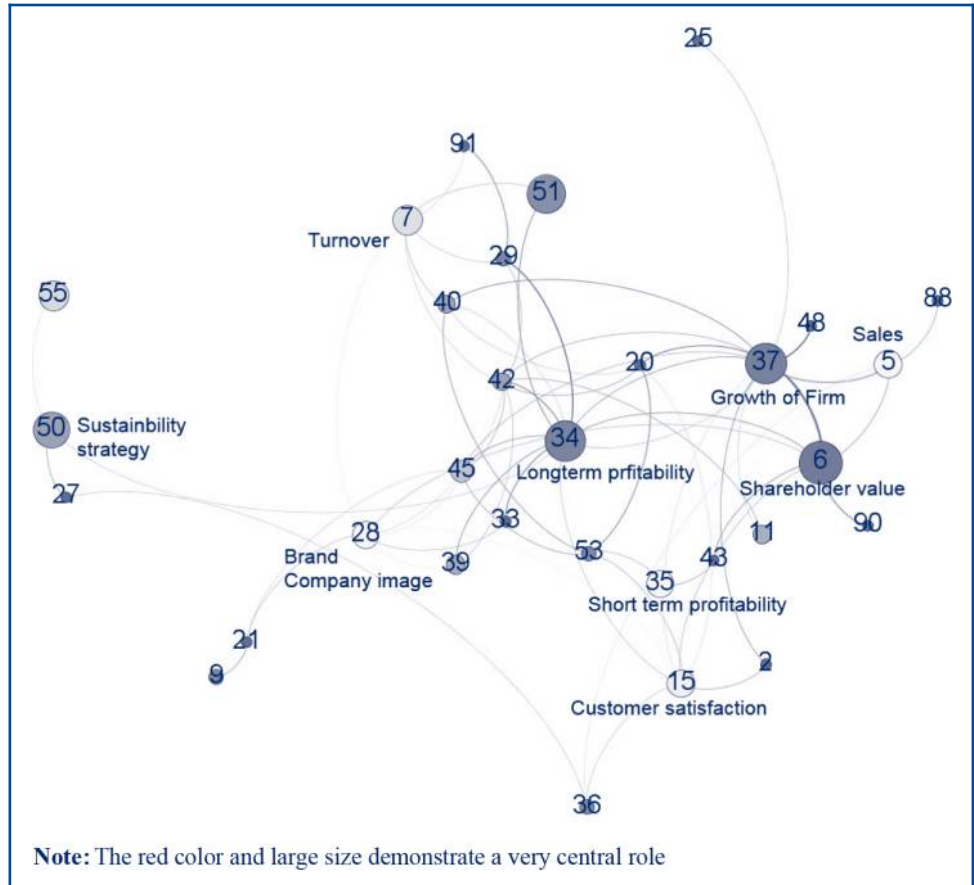 25
91
51
7
Turnover
29
55
40
88
48
Sales
20
37
5
42
Growth of Firm
50
Sustainbility
strategy
34
45
Longterm prfitability
6
Shareholder value
27
33
90
28
11
Brand
Company image
39
53
43
35
Short term profitability
21
9
2
15
Customer satisfaction
36
Note: The red color and large size demonstrate a very central role